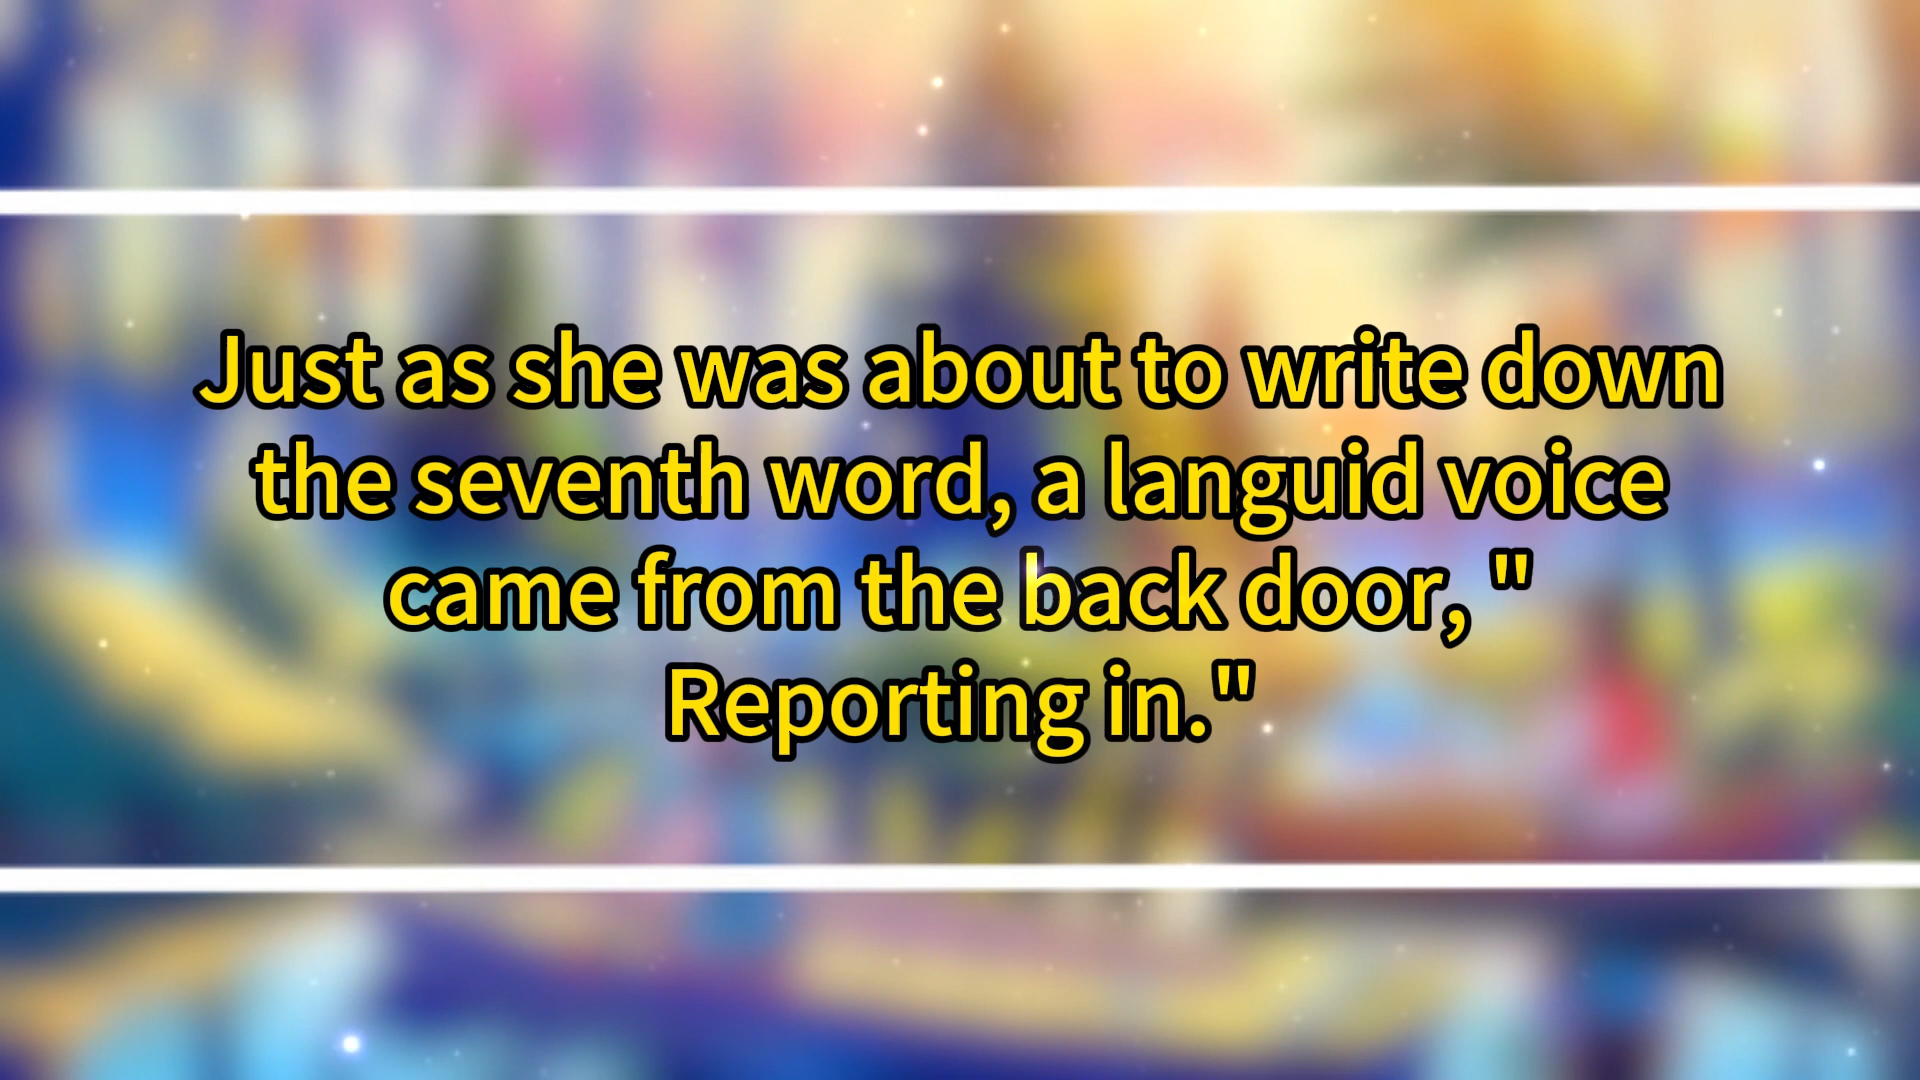 Just as she was about to write down
the seventh word, a languid voice
came from the back door, "
Reporting in."